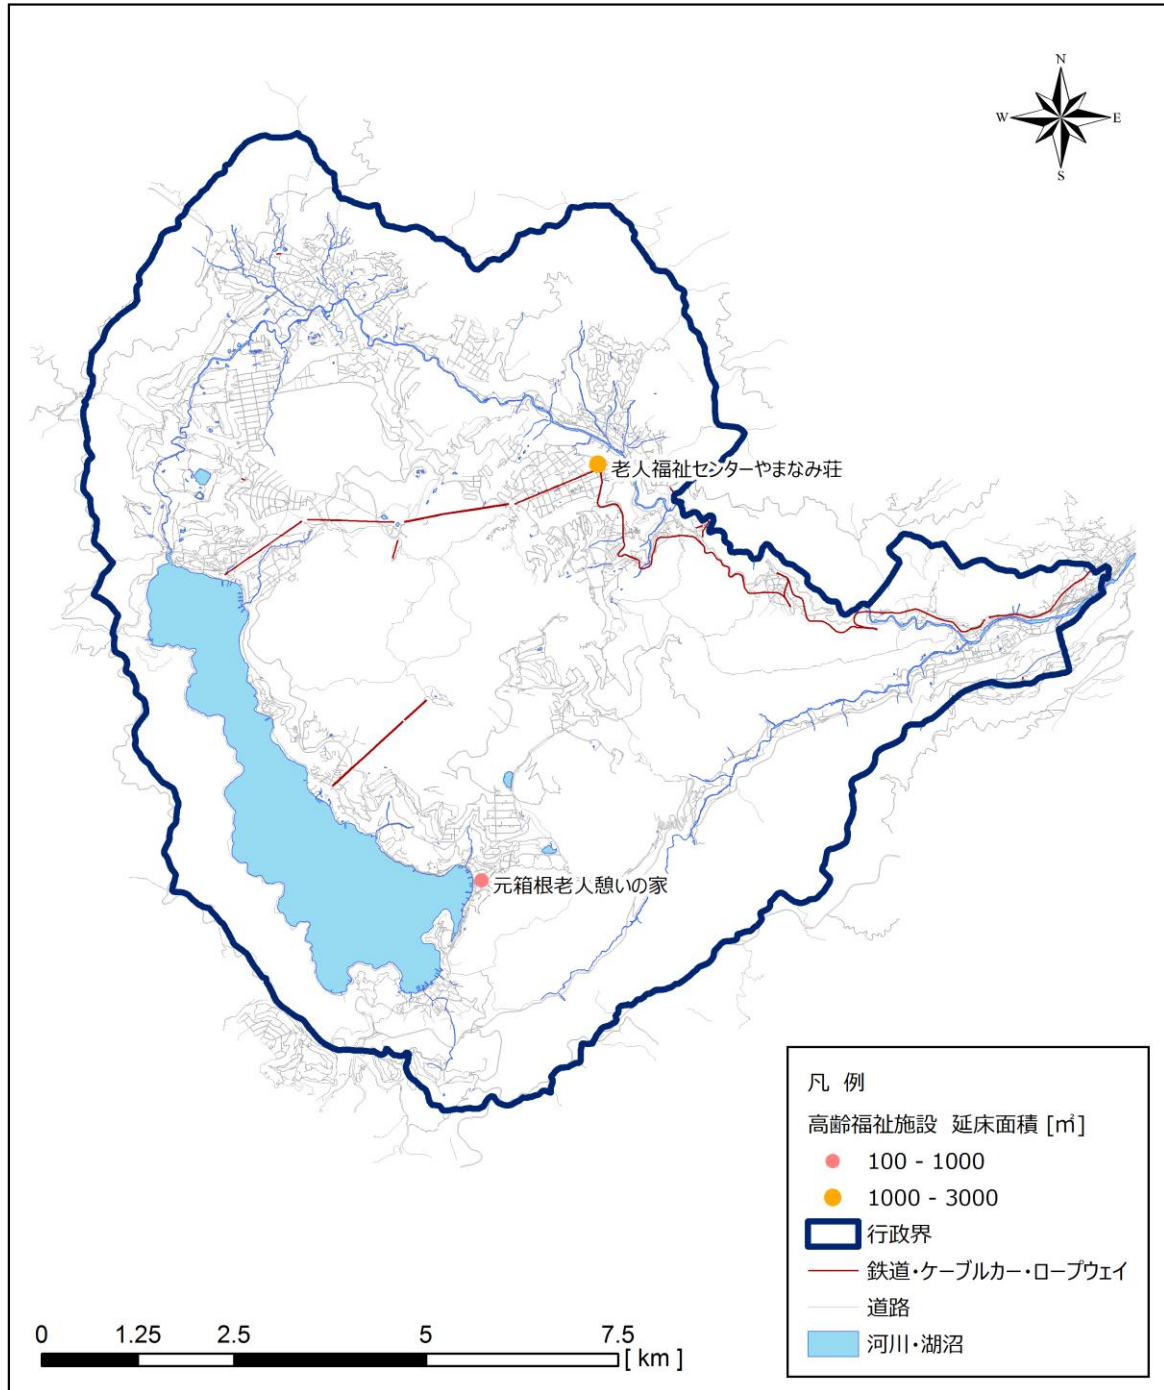 N
W
E
S
老人福祉センターやまなみ荘
元箱根老人憩いの家
凡 例
高齢福祉施設 延床面積 [㎡]
100 - 1000
1000 - 3000
行政界
鉄道・ケーブルカー・ロープウェイ
道路
河川・湖沼
0 1.25 2.5 5 7.5
[ km ]